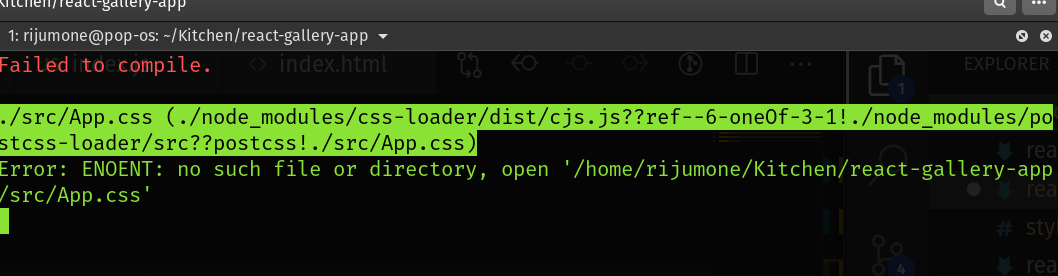 Kitchen/react-gallery-app
1: rijumone@pop-os: ~/Kitchen/react-gallery-app
Failed to compile.
index.html
EXPLORER
1
./src/App.css (./node_modules/css-loader/dist/cjs.js??ref--6-oneOf-3-1!./node_modules/po
stcss-loader/src??postcss!./src/App.css)
Error: ENOENT: no such file or directory, open '/home/rijumone/Kitchen/react-gallery-app
/src/App.css'
rea
rea
# sty
rea
4